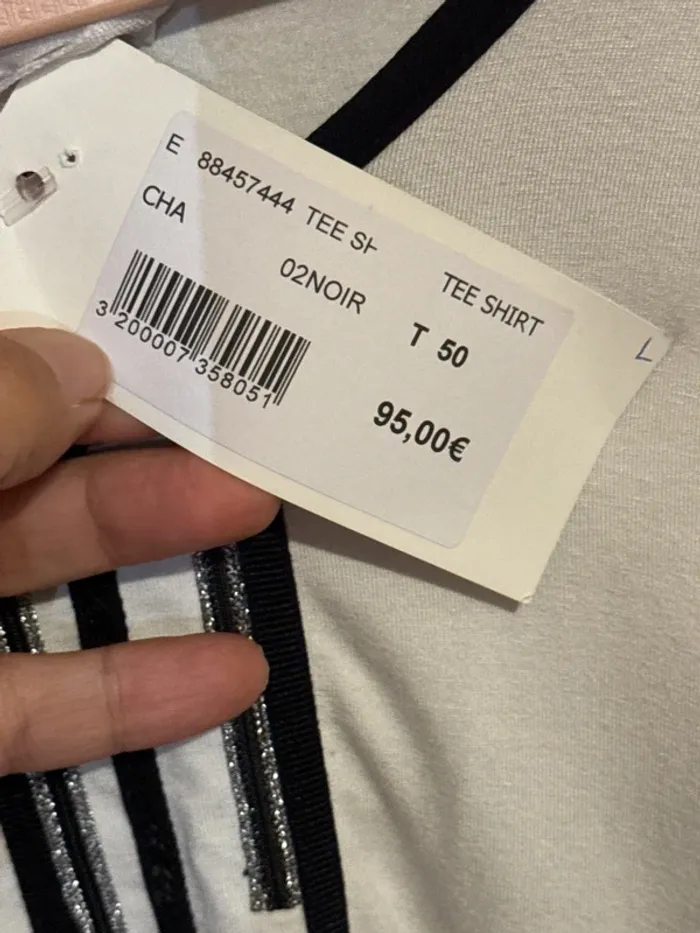 E 88457444 TEE SH
CHA
TEE SHIRT
02NOIR
T 50
3 200007 358051
95,00€
L